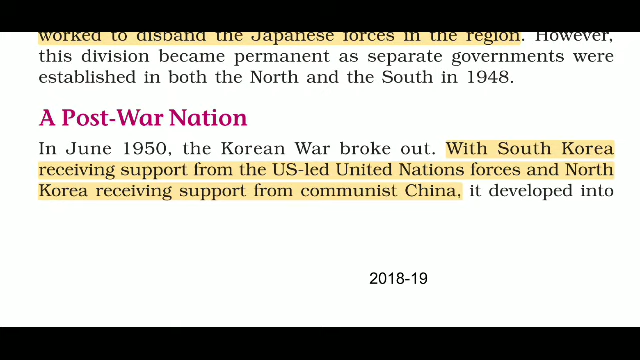 worked to disband the Japanese forces in the region. However,
this division became permanent as separate governments were
established in both the North and the South in 1948.
A Post-War Nation
In June 1950, the Korean War broke out. With South Korea
receiving support from the US-led United Nations forces and North
Korea receiving support from communist China, it developed into
2018-19